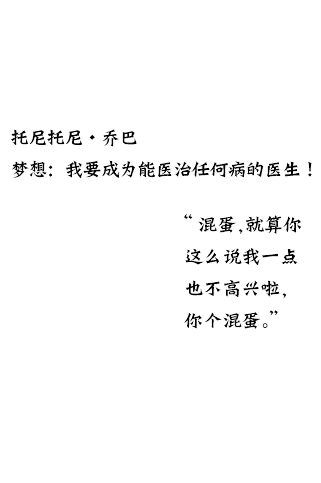 托尼托尼·乔巴
梦想：我要成为能医治任何病的医生！
“混蛋,就算你
这么说我一点
也不高兴啦,
你个混蛋。”